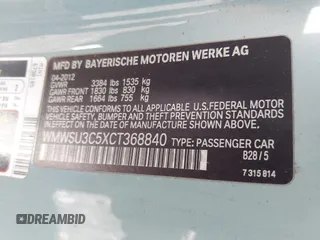 MFD BY BAYERISCHE MOTOREN WERKE AG
04-2012
GVWR 3384 lbs 1535 kg
GAWR FRONT 1830 lbs 830 kg
GAWR REAR 1664 lbs 755 kg
THIS VEHICLE CONFORMS TO ALL APPLICABLE
U.S. FEDERAL MOTOR VEHICLE SAFETY, BUMPER,
AND THEFT PREVENTION STANDARDS IN EFFECT
ON THE DATE OF MANUFACTURE SHOWN ABOVE.
WMWSU3C5XCT368840 TYPE: PASSENGER CAR
B28 / 5
7 315 814